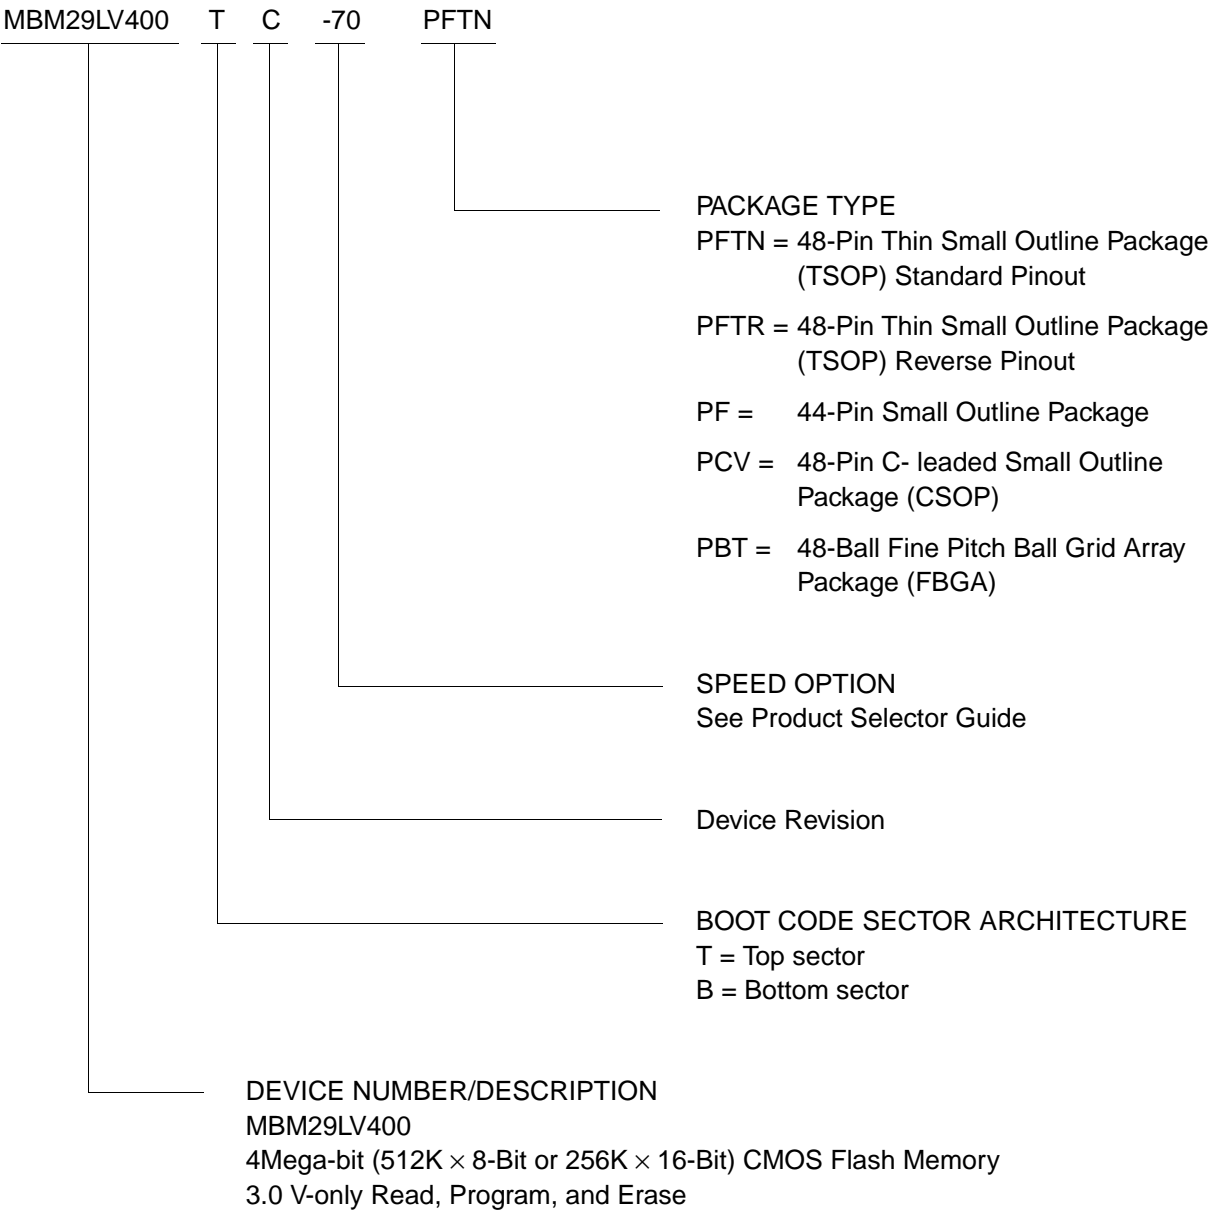 MBM29LV400 T C -70 PFTN
PACKAGE TYPE
PFTN = 48-Pin Thin Small Outline Package
(TSOP) Standard Pinout
PFTR = 48-Pin Thin Small Outline Package
(TSOP) Reverse Pinout
PF = 44-Pin Small Outline Package
PCV = 48-Pin C- leaded Small Outline
Package (CSOP)
PBT = 48-Ball Fine Pitch Ball Grid Array
Package (FBGA)
SPEED OPTION
See Product Selector Guide
Device Revision
BOOT CODE SECTOR ARCHITECTURE
T = Top sector
B = Bottom sector
DEVICE NUMBER/DESCRIPTION
MBM29LV400
4Mega-bit (512K × 8-Bit or 256K × 16-Bit) CMOS Flash Memory
3.0 V-only Read, Program, and Erase